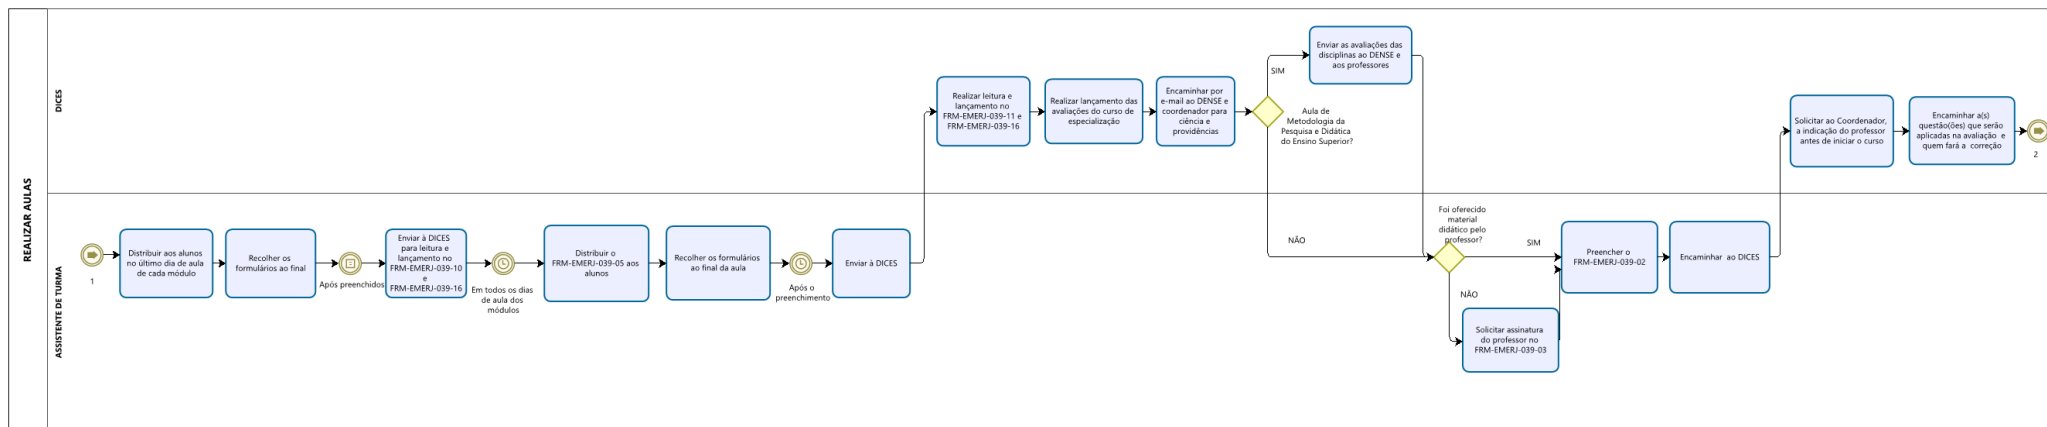 REALIZAR AULAS
DICES
Realizar leitura e
lançamento no
FRM-EMERJ-039-11 e
FRM-EMERJ-039-16
Realizar lançamento das
avaliações do curso de
especialização
Encaminhar por
e-mail ao DENSE e
coordenador para
ciência e
providências
SIM
Aula de
Metodologia da
Pesquisa e Didática
do Ensino Superior?
Enviar as avaliações das
disciplinas ao DENSE e
aos professores
NÃO
Solicitar ao Coordenador,
a indicação do professor
antes de iniciar o curso
Encaminhar a(s)
questão(ões) que serão
aplicadas na avaliação e
quem fará a correção
2
ASSISTENTE DE TURMA
1
Distribuir aos alunos
no último dia de aula
de cada módulo
Recolher os
formulários ao final
Após preenchidos
Enviar à DICES
para leitura e
lançamento no
FRM-EMERJ-039-10
e
FRM-EMERJ-039-16
Em todos os dias
de aula dos
módulos
Distribuir o
FRM-EMERJ-039-05 aos
alunos
Recolher os formulários
ao final da aula
Após o
preenchimento
Enviar à DICES
Foi oferecido
material
didático pelo
professor?
SIM
NÃO
Solicitar assinatura
do professor no
FRM-EMERJ-039-03
Preencher o
FRM-EMERJ-039-02
Encaminhar ao DICES